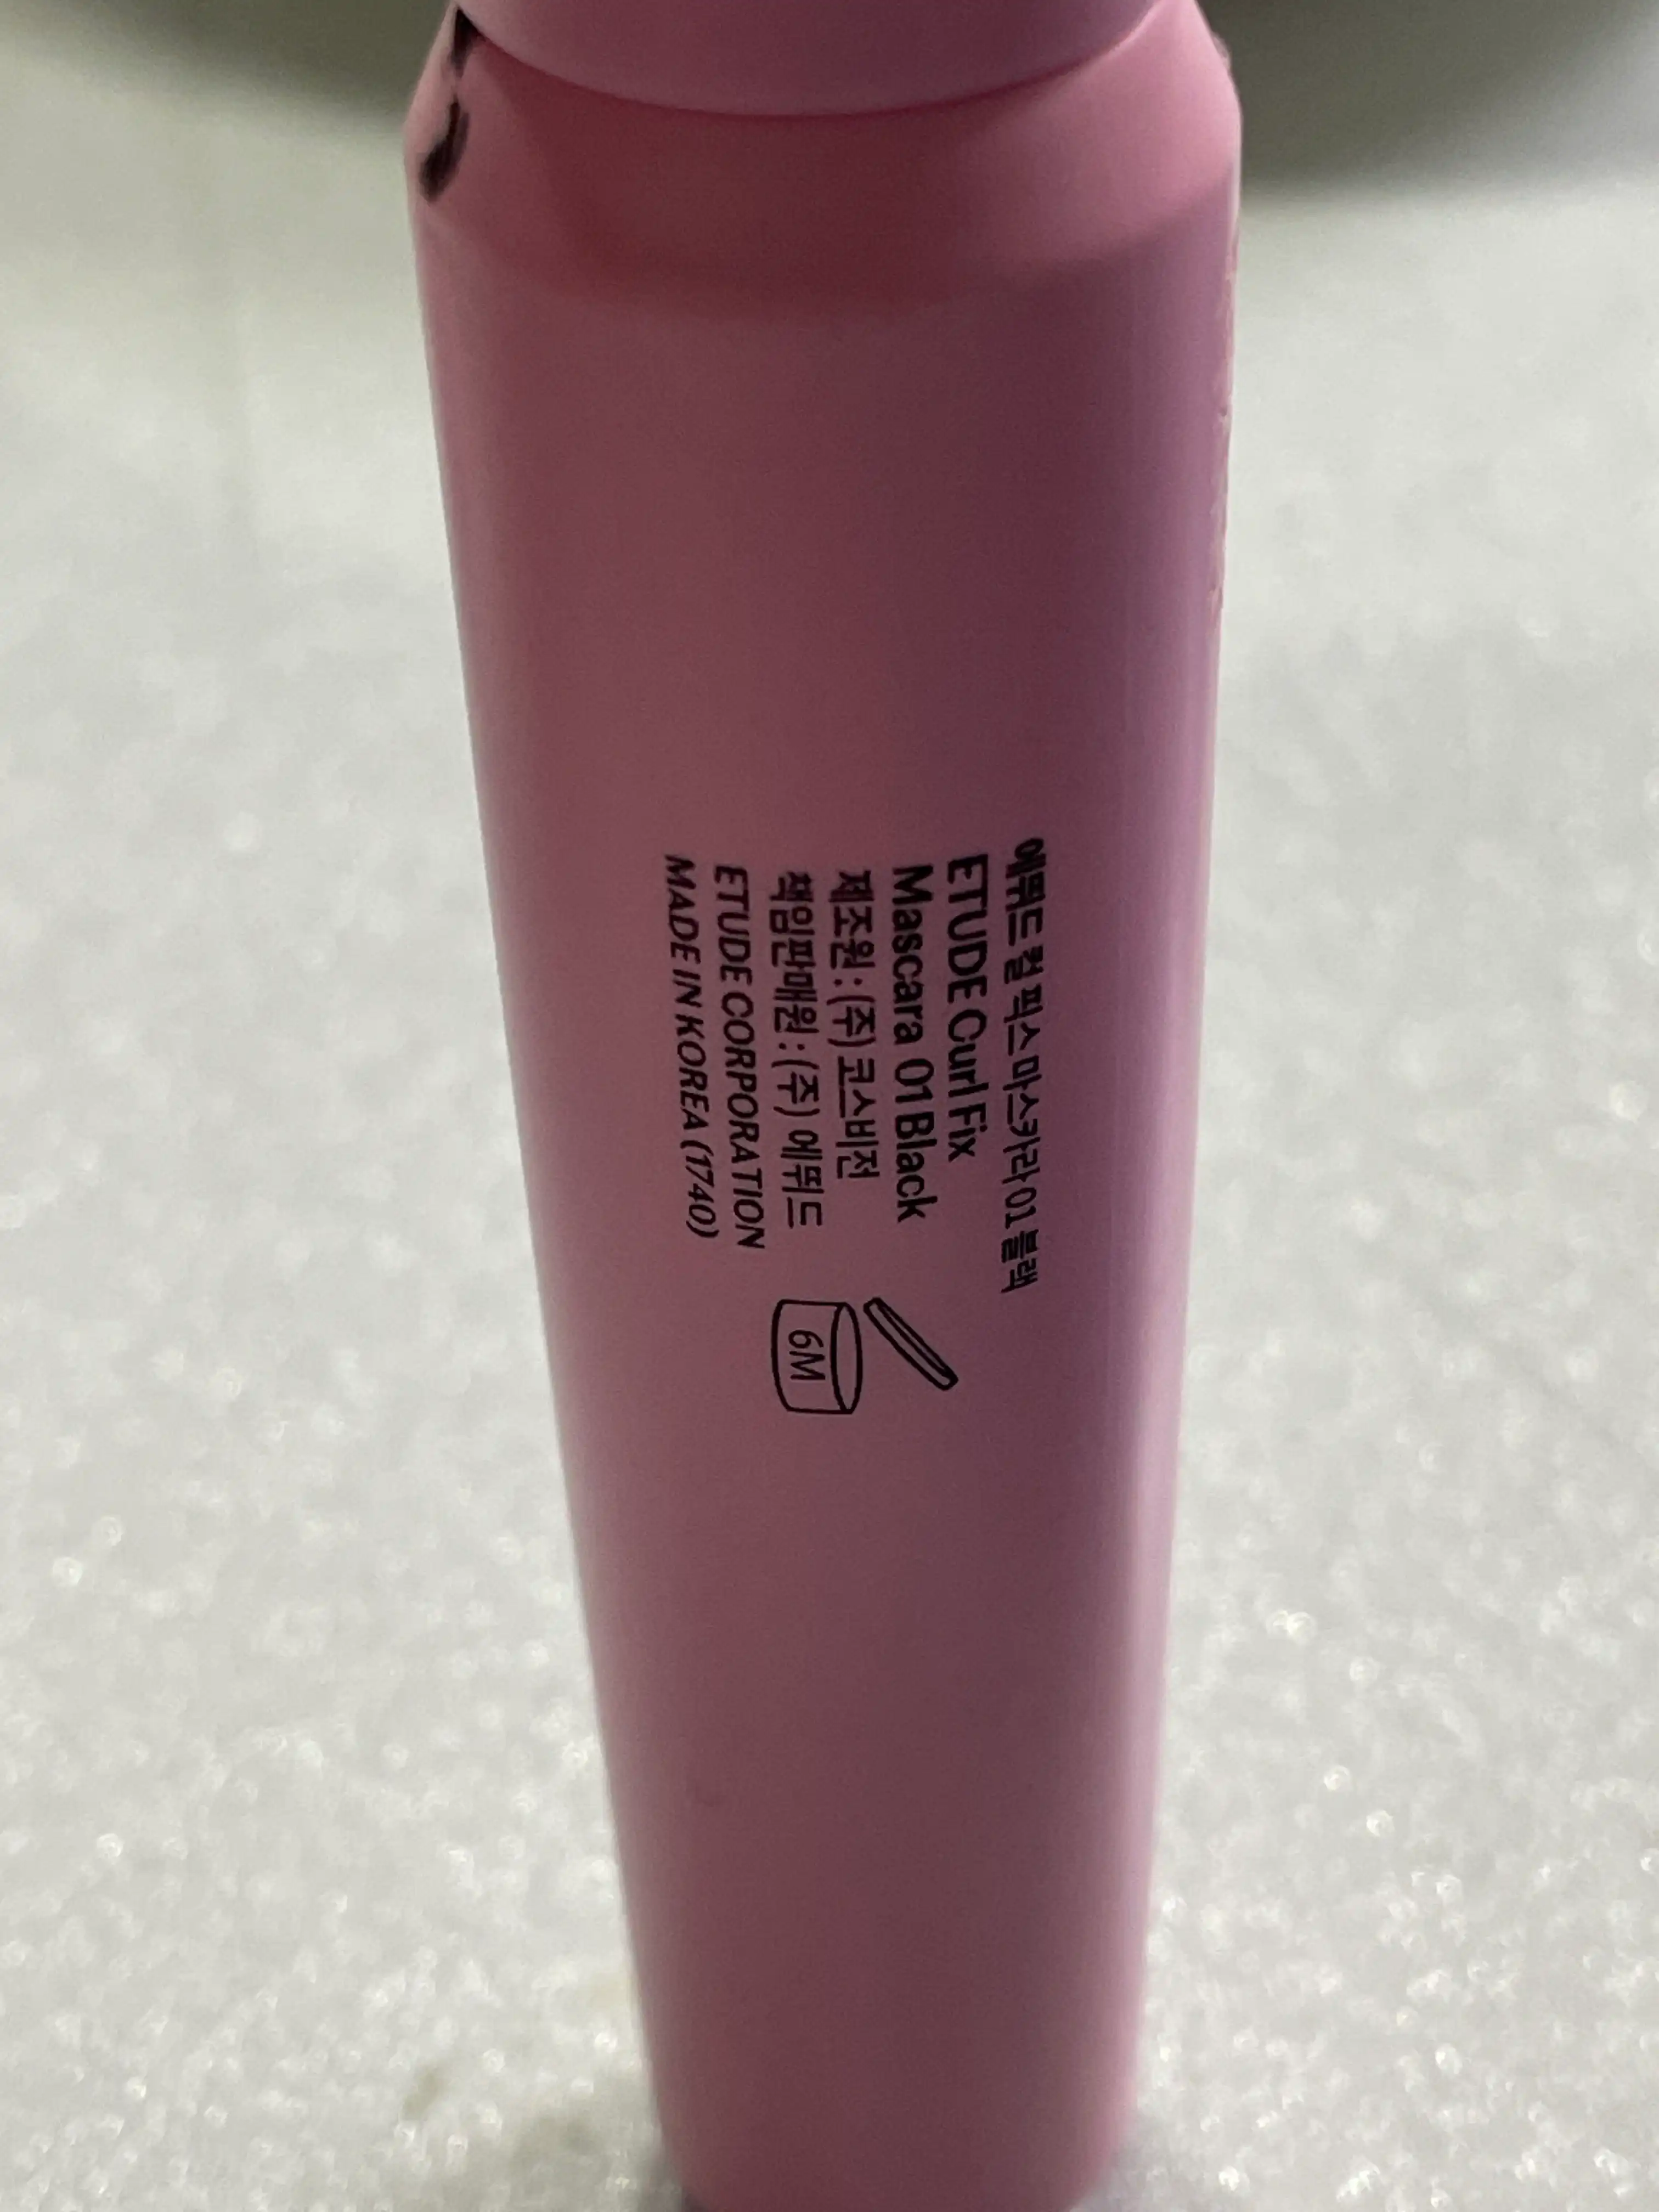 에뛰드 컬 픽스 마스카라 01 블랙
ETUDE Curl Fix
Mascara 01 Black
제조원 : (주) 코스비전
책임판매원 : (주) 에뛰드
ETUDE CORPORATION
MADE IN KOREA (1740)
6M